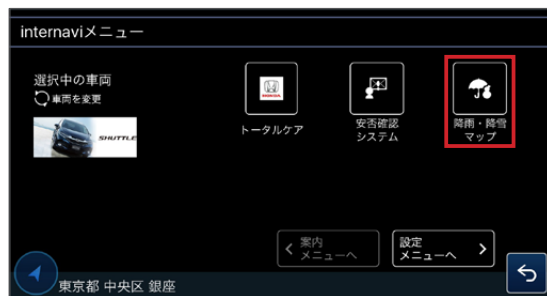 internaviメニュー
選択中の車両
車両を変更
SHUTTLE
HONDA
トータルケア
安否確認
システム
降雨・降雪
マップ
案内
メニューへ
設定
メニューへ
東京都 中央区 銀座